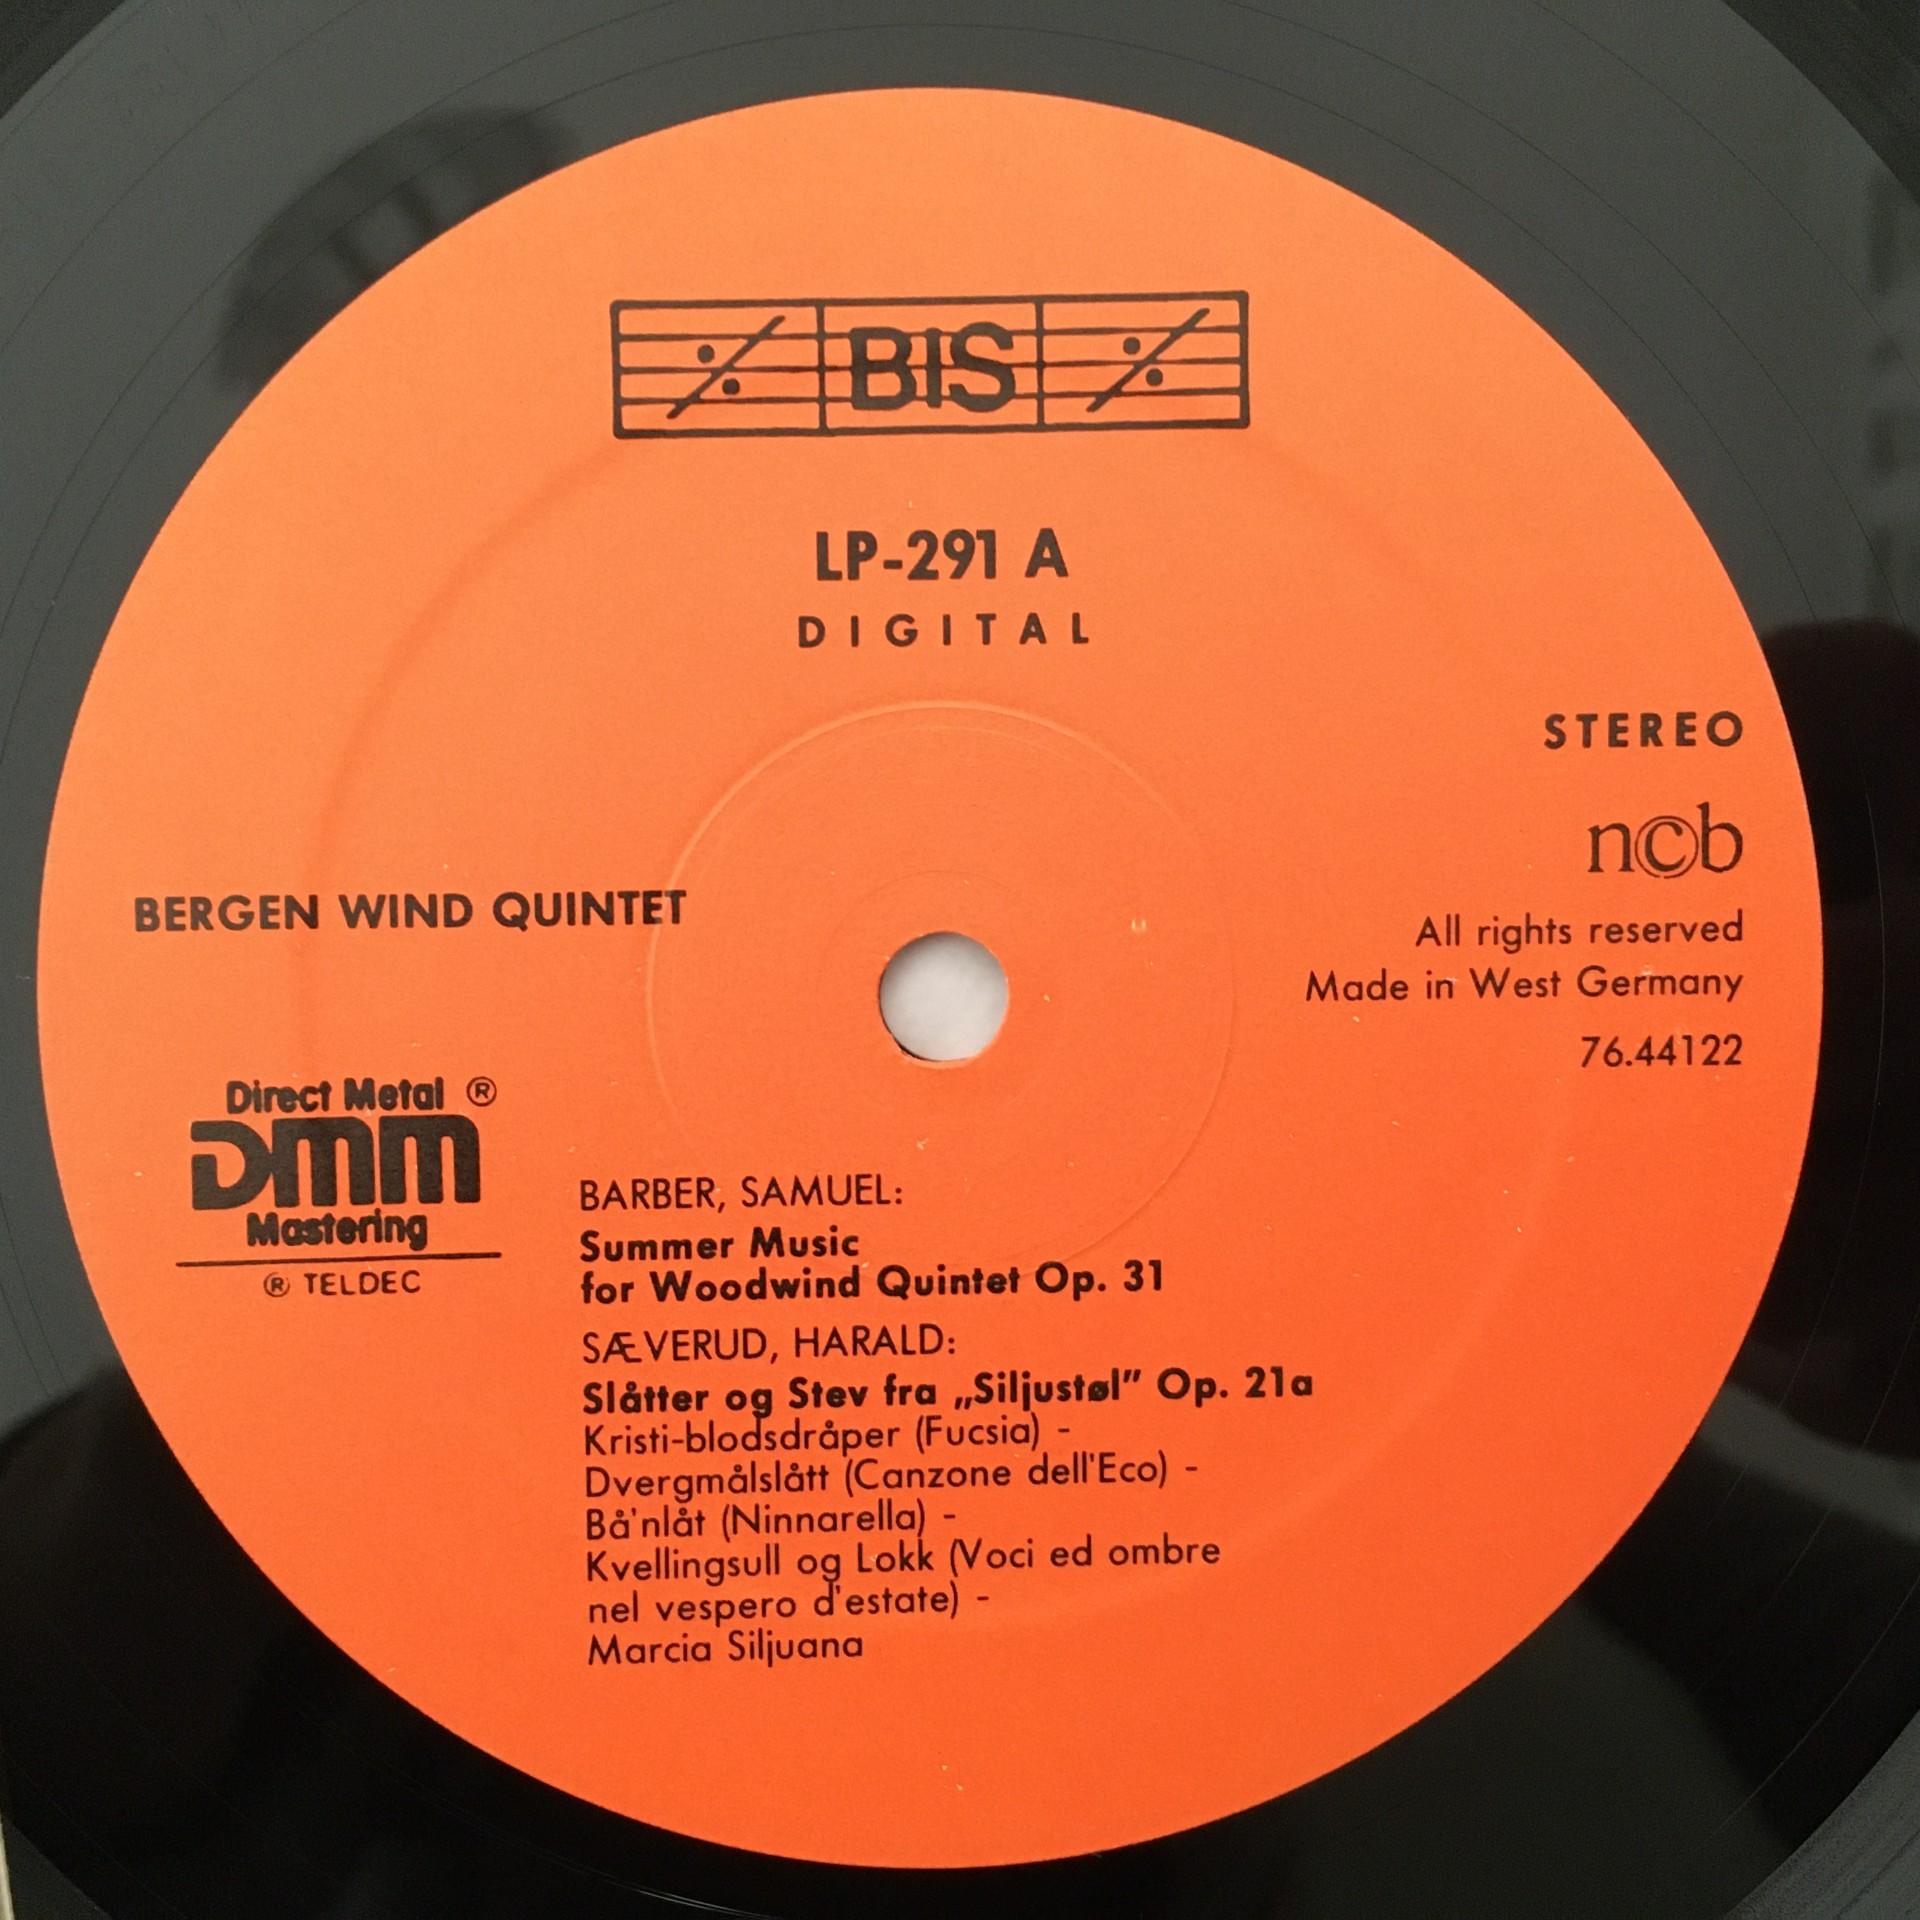 BIS
LP-291 A
DIGITAL
STEREO
ncb
BERGEN WIND QUINTET
All rights reserved
Made in West Germany
76.44122
Direct Metal ®
DMM
Mastering
® TELDEC
BARBER, SAMUEL:
Summer Music
for Woodwind Quintet Op. 31
SÆVERUD, HARALD:
Slåtter og Stev fra „Siljustøl” Op. 21a
Kristi-blodsdråper (Fucsia) -
Dvergmålslått (Canzone dell'Eco) -
Bå'nlåt (Ninnarella) -
Kvellingsull og Lokk (Voci ed ombre
nel vespero d'estate) -
Marcia Siljuana